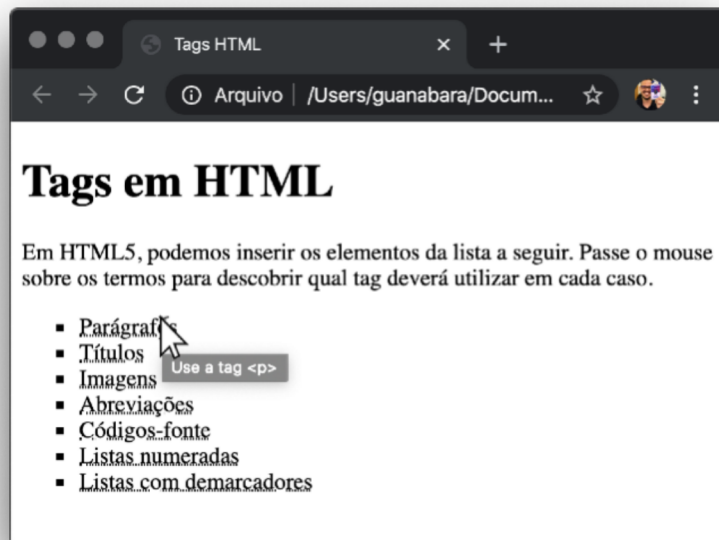 Tags HTML
Arquivo | /Users/guanabara/Docum...
Tags em HTML
Em HTML5, podemos inserir os elementos da lista a seguir. Passe o mouse
sobre os termos para descobrir qual tag deverá utilizar em cada caso.
Parágrafos
Títulos
Use a tag <p>
Imagens
Abreviações
Códigos-fonte
Listas numeradas
Listas com demarcadores